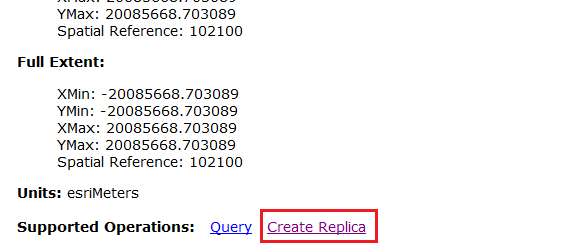 YMax: 20085668.703089
Spatial Reference: 102100
Full Extent:
XMin: -20085668.703089
YMin: -20085668.703089
XMax: 20085668.703089
YMax: 20085668.703089
Spatial Reference: 102100
Units: esriMeters
Supported Operations: Query Create Replica